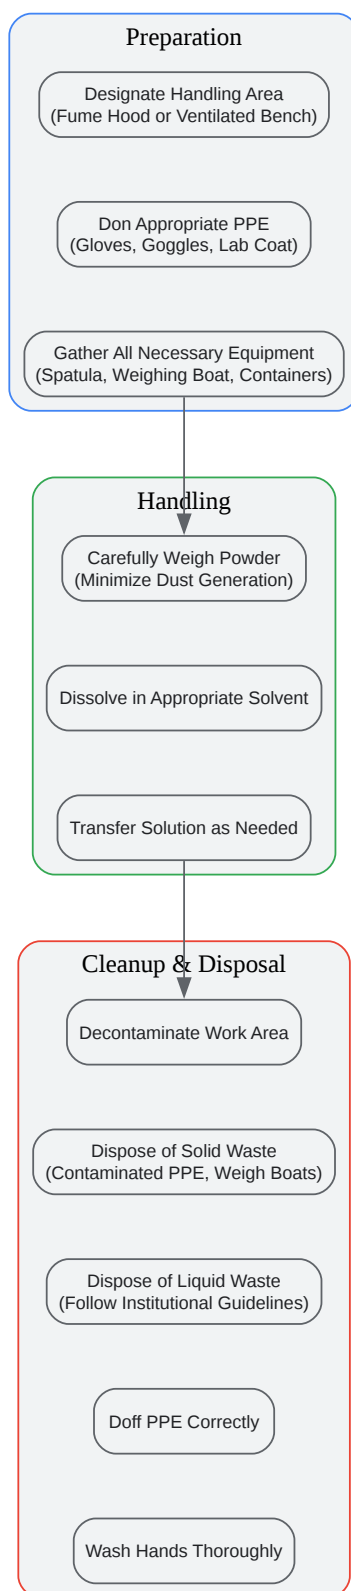 Preparation
Designate Handling Area
(Fume Hood or Ventilated Bench)
Don Appropriate PPE
(Gloves, Goggles, Lab Coat)
Gather All Necessary Equipment
(Spatula, Weighing Boat, Containers)
Handling
Carefully Weigh Powder
(Minimize Dust Generation)
Dissolve in Appropriate Solvent
Transfer Solution as Needed
Cleanup & Disposal
Decontaminate Work Area
Dispose of Solid Waste
(Contaminated PPE, Weigh Boats)
Dispose of Liquid Waste
(Follow Institutional Guidelines)
Doff PPE Correctly
Wash Hands Thoroughly